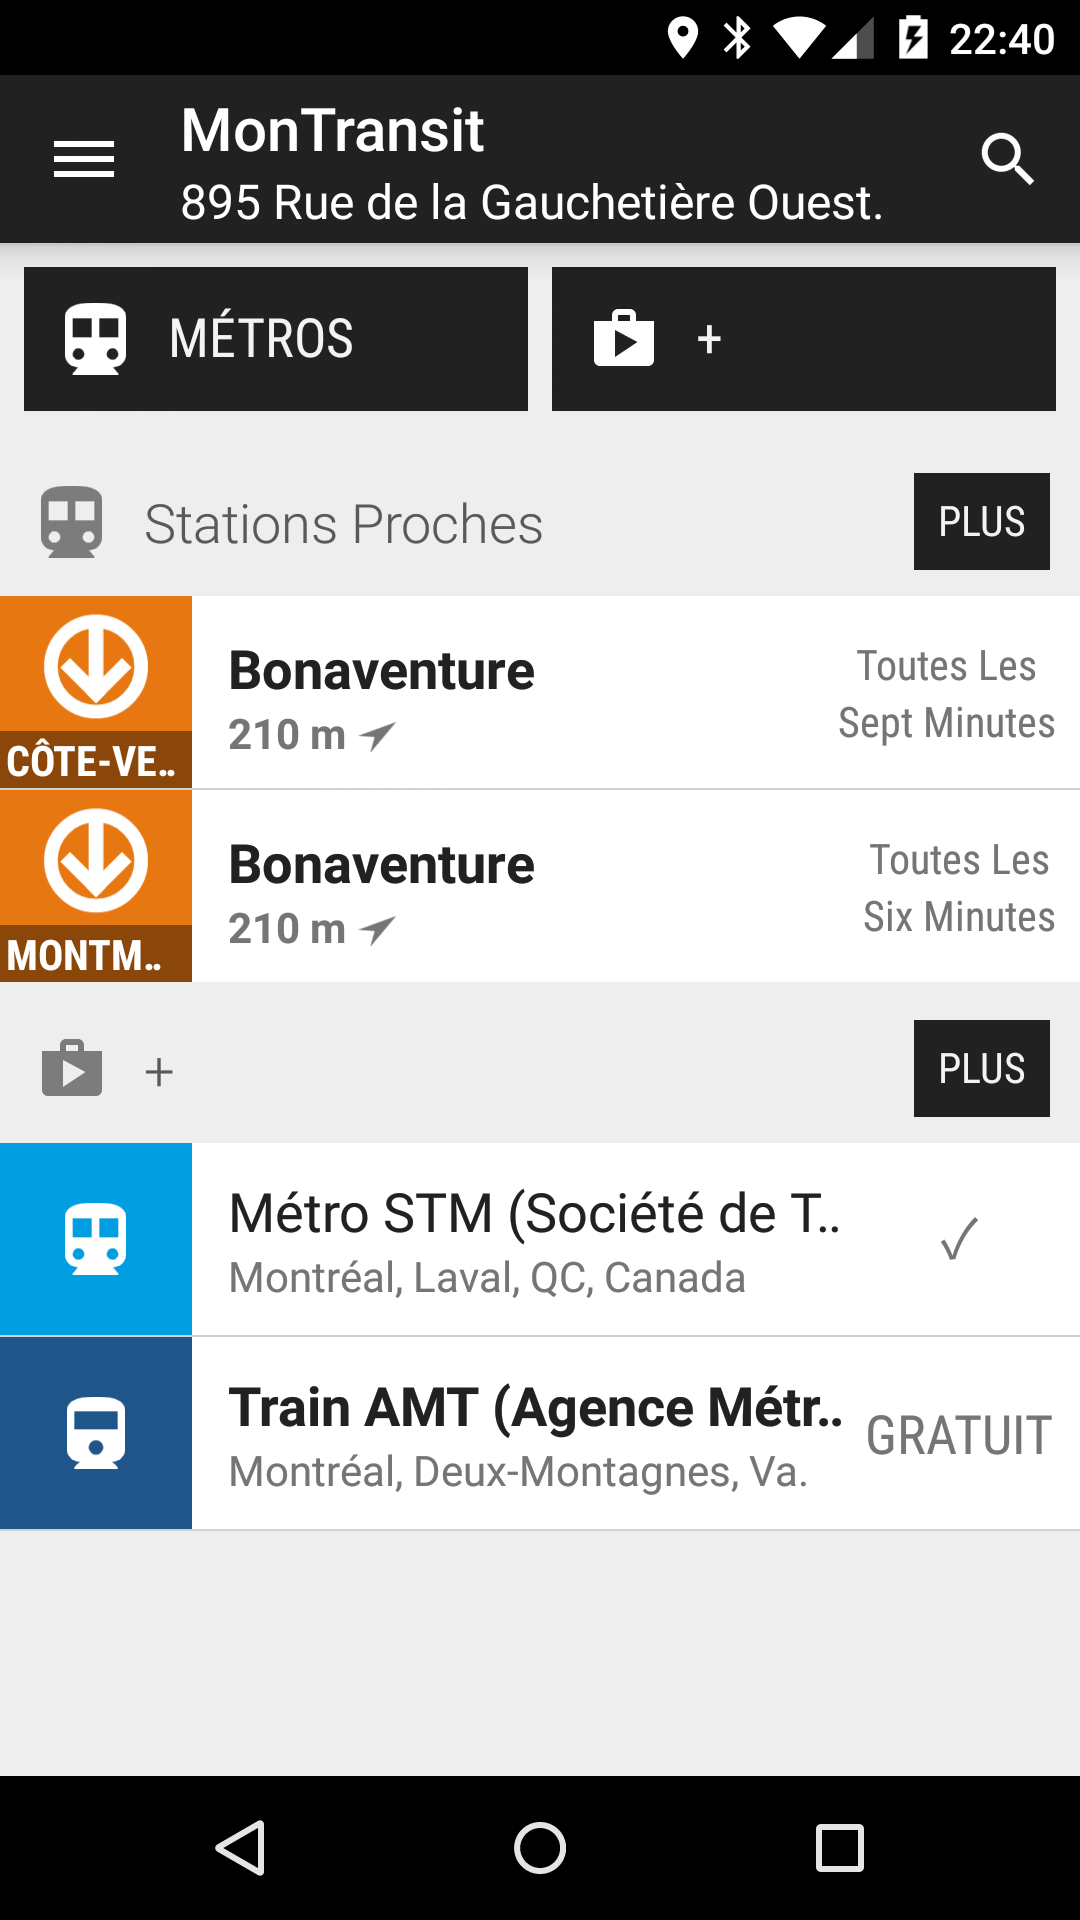 22:40
MonTransit
895 Rue de la Gauchetière Ouest.
MÉTROS
+
Stations Proches
PLUS
Bonaventure
210 m
Toutes Les
Sept Minutes
CÔTE-VE..
Bonaventure
210 m
Toutes Les
Six Minutes
MONTM..
+
PLUS
Métro STM (Société de T..
Montréal, Laval, QC, Canada
✓
Train AMT (Agence Métr..
Montréal, Deux-Montagnes, Va.
GRATUIT